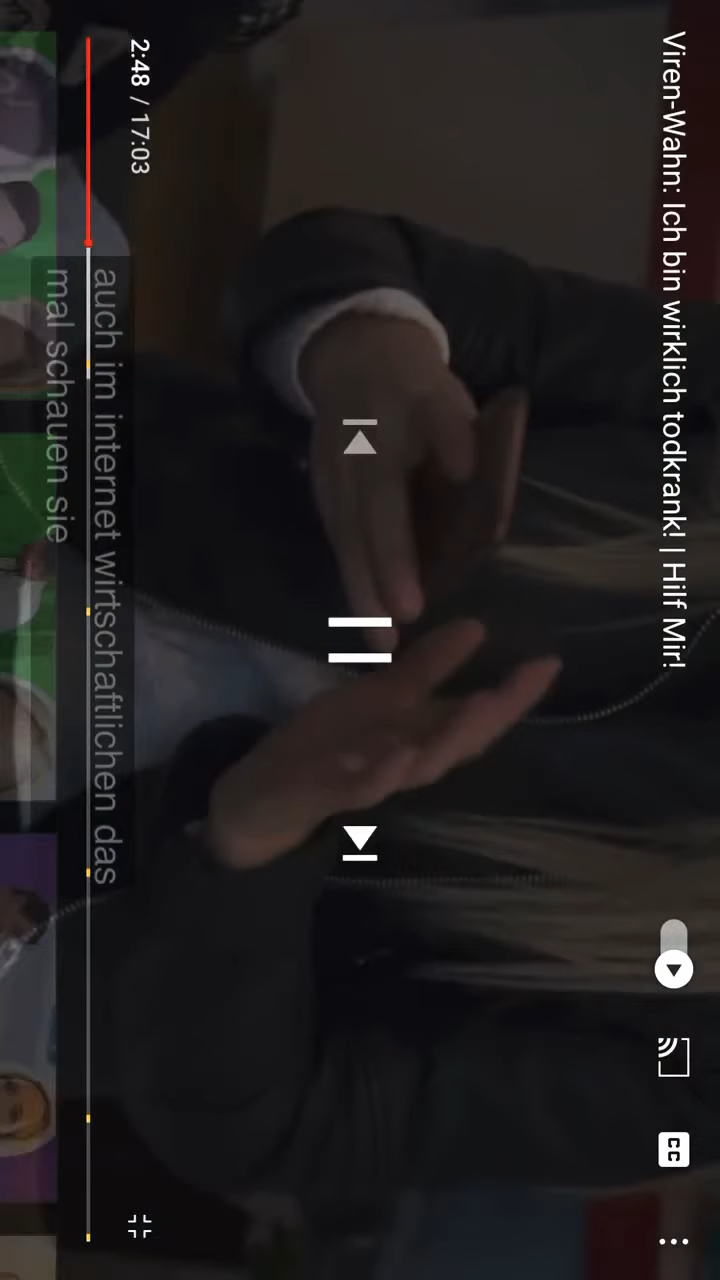 Viren-Wahn: Ich bin wirklich todkrank! | Hilf Mir!
CC
2:48 / 17:03
auch im internet wirtschaftlichen das
mal schauen sie